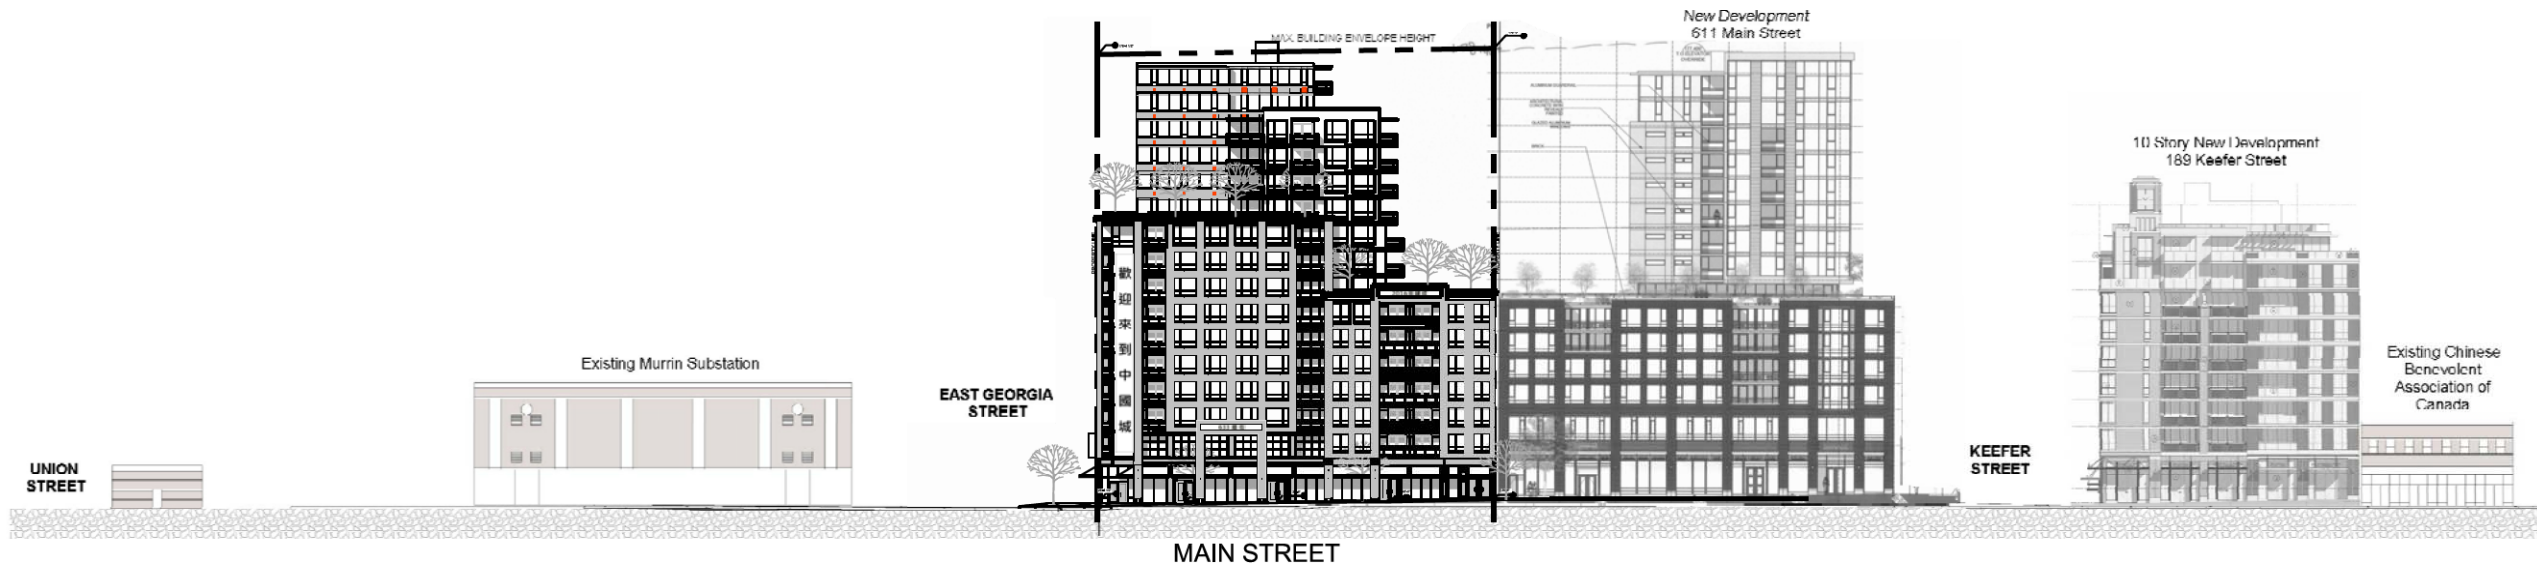 New Development
611 Main Street
MAX. BUILDING ENVELOPE HEIGHT
10 Story New Development
189 Keefer Street
歡迎來到中國城
Existing Murrin Substation
Existing Chinese
Benevolent
Association of
Canada
EAST GEORGIA
STREET
UNION
STREET
KEEFER
STREET
MAIN STREET